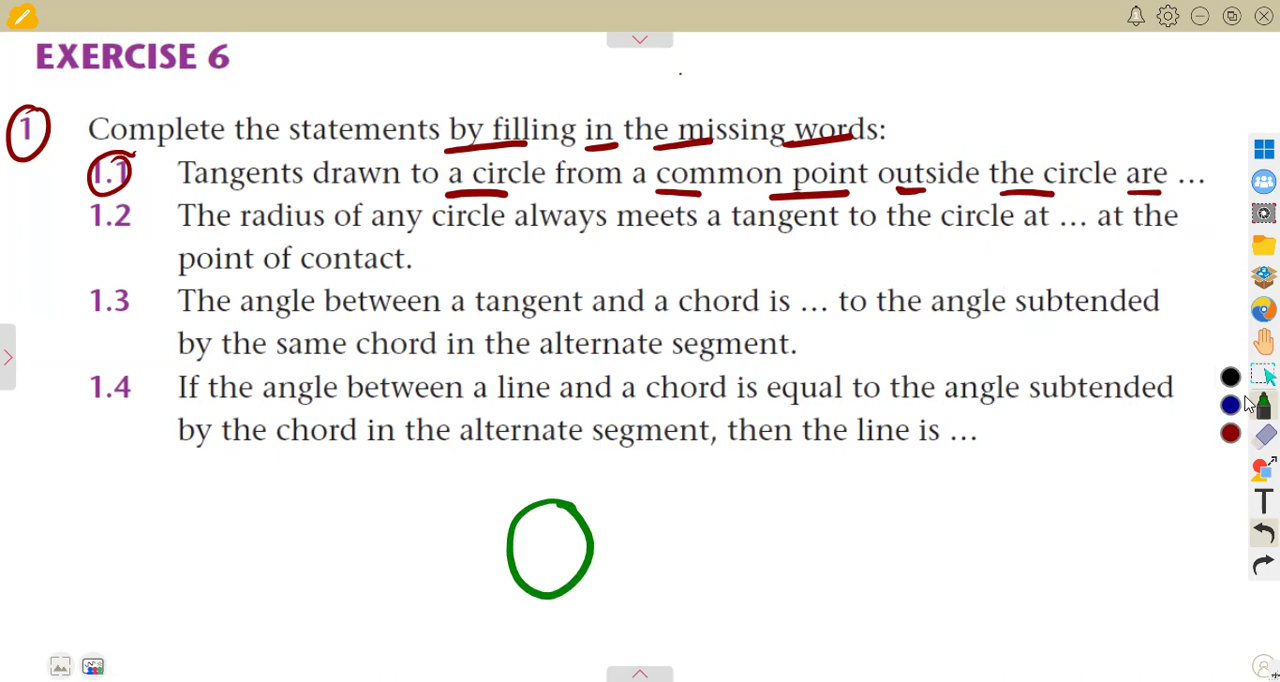 EXERCISE 6
1 Complete the statements by filling in the missing words:
1.1 Tangents drawn to a circle from a common point outside the circle are ...
1.2 The radius of any circle always meets a tangent to the circle at ... at the
point of contact.
1.3 The angle between a tangent and a chord is ... to the angle subtended
by the same chord in the alternate segment.
1.4 If the angle between a line and a chord is equal to the angle subtended
by the chord in the alternate segment, then the line is ...